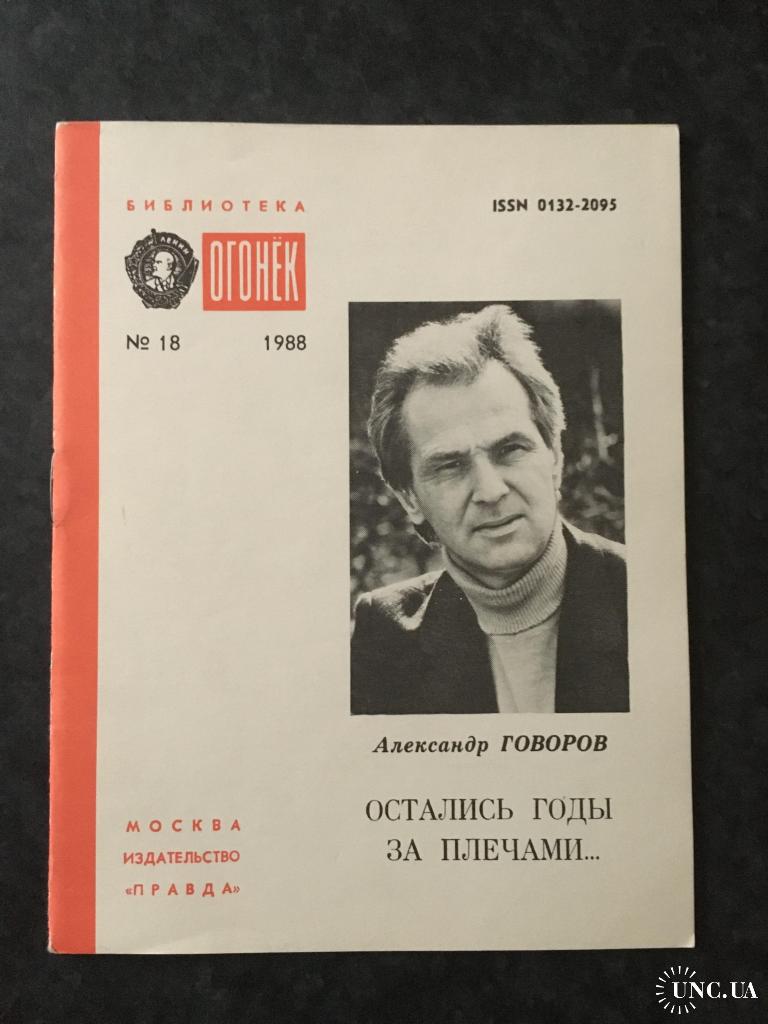 БИБЛИОТЕКА
ISSN 0132-2095
ЛЕНИН
ОГОНЁК
№ 18 1988
Александр ГОВОРОВ
ОСТАЛИСЬ ГОДЫ
ЗА ПЛЕЧАМИ...
МОСКВА
ИЗДАТЕЛЬСТВО
«ПРАВДА»
UNC.UA